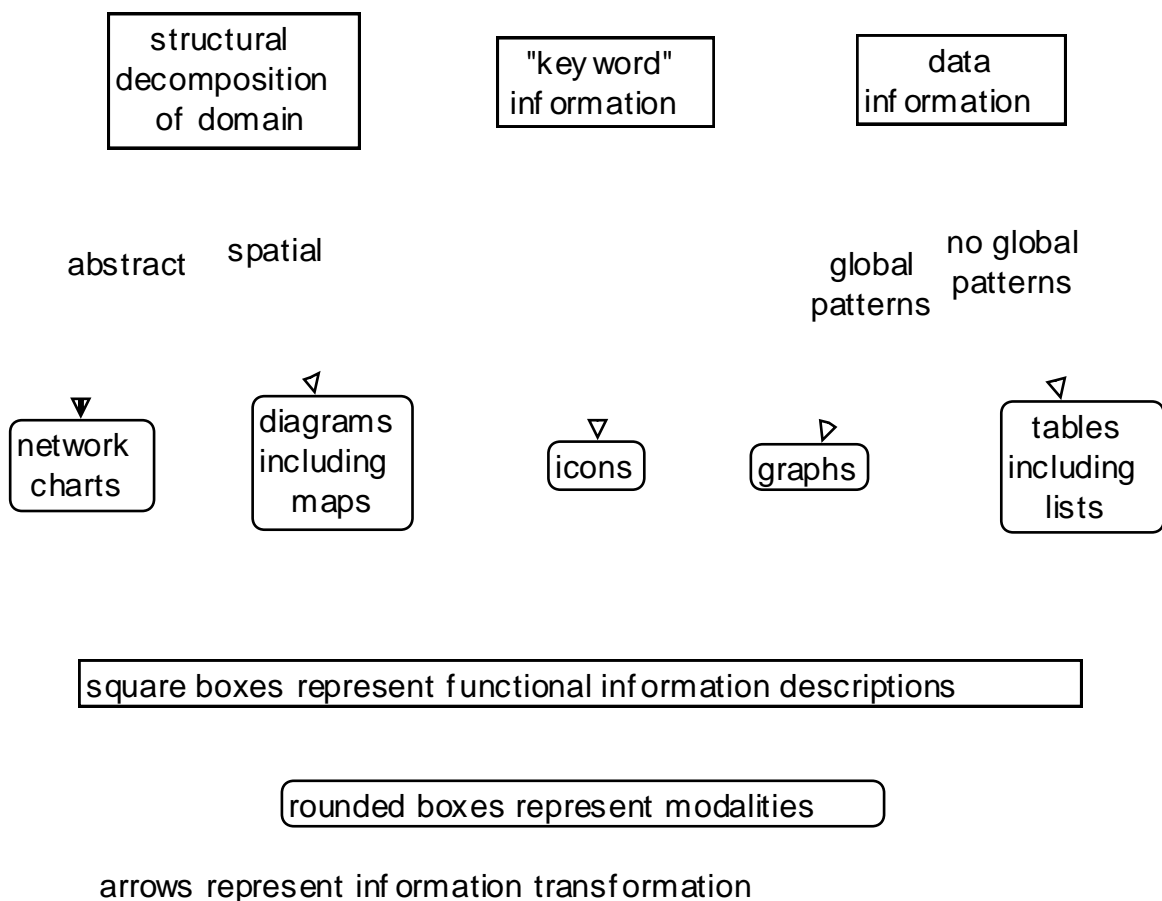 structural
decomposition
of domain
"keyword"
information
data
information
abstract
spatial
global
patterns
no global
patterns
network
charts
diagrams
including
maps
icons
graphs
tables
including
lists
square boxes represent functional information descriptions
rounded boxes represent modalities
arrows represent information transformation